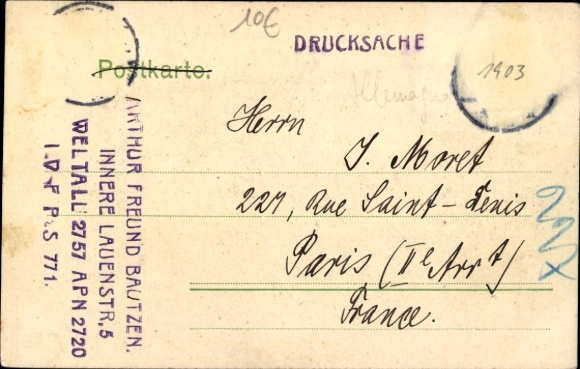 10€
DRUCKSACHE
1903
Postkarte.
Allemagne
Herrn
J. Moret
227, Rue Saint-Denis
Paris (IIe Arrt)
France.
227
ARTHUR FREUND BAUTZEN.
INNERE LAUENSTR, 5
WELTALL 2757 APN 2720
771.